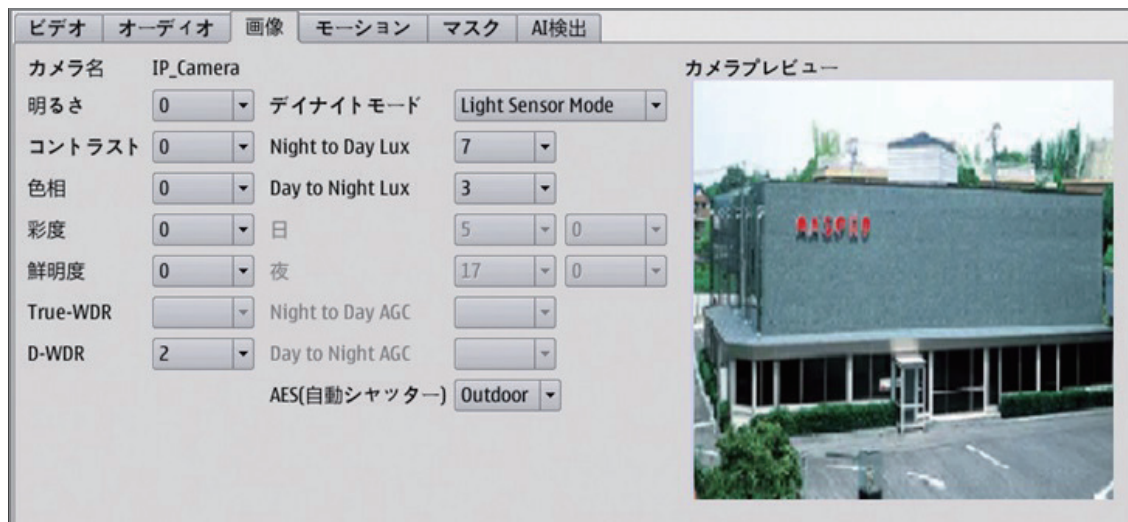 ビデオ オーディオ 画像 モーション マスク AI検出
カメラ名 IP_Camera カメラプレビュー
明るさ 0 デイナイトモード Light Sensor Mode
コントラスト 0 Night to Day Lux 7
色相 0 Day to Night Lux 3
彩度 0 日 5 0
鮮明度 0 夜 17 0
True-WDR Night to Day AGC
D-WDR 2 Day to Night AGC
AES(自動シャッター) Outdoor